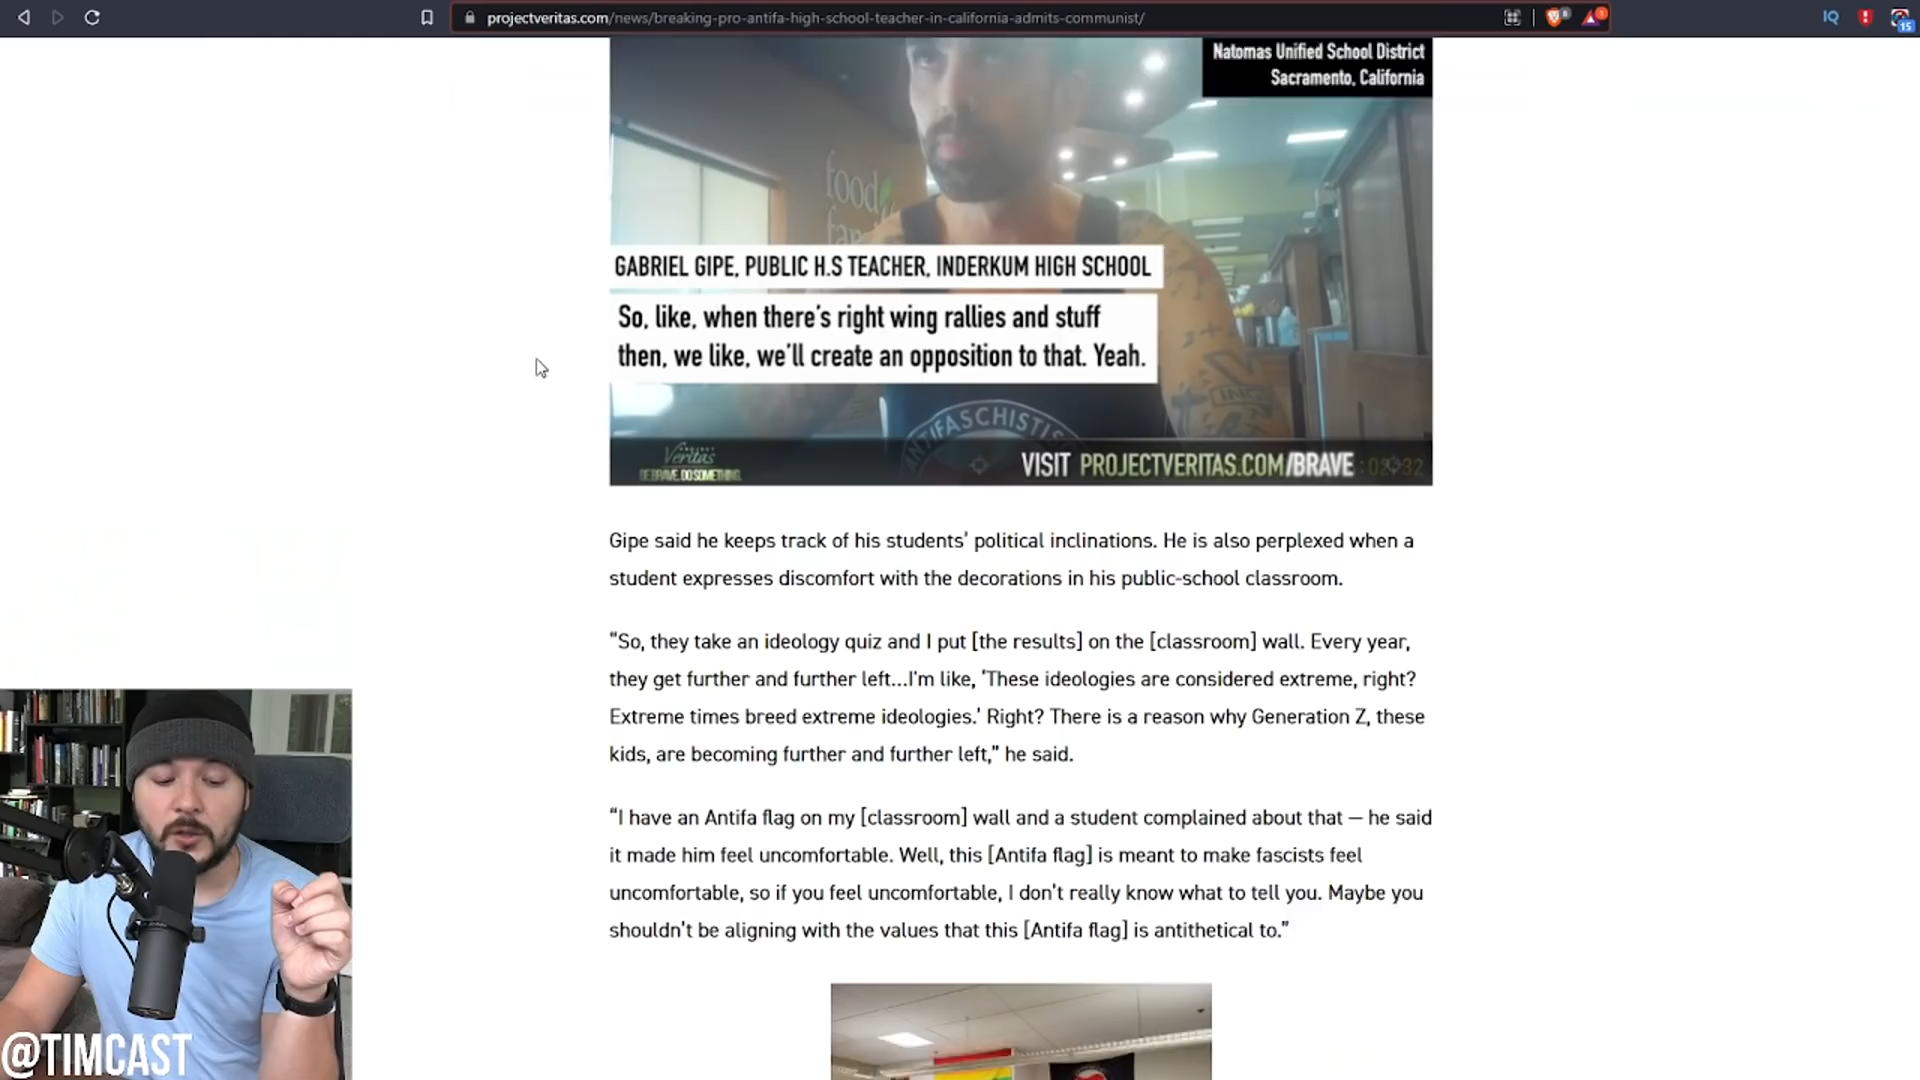 projectveritas.com/news/breaking-pro-antifa-high-school-teacher-in-california-admits-communist/
IQ
15
Natomas Unified School District
Sacramento, California
food
GABRIEL GIPE, PUBLIC H.S TEACHER, INDERKUM HIGH SCHOOL
So, like, when there's right wing rallies and stuff
then, we like, we'll create an opposition to that. Yeah.
ANTIFASCHISTIS
Veritas
BE BRAVE. DO SOMETHING.
VISIT PROJECTVERITAS.COM/BRAVE
Gipe said he keeps track of his students' political inclinations. He is also perplexed when a
student expresses discomfort with the decorations in his public-school classroom.
“So, they take an ideology quiz and I put [the results] on the [classroom] wall. Every year,
they get further and further left...I'm like, ‘These ideologies are considered extreme, right?
Extreme times breed extreme ideologies.’ Right? There is a reason why Generation Z, these
kids, are becoming further and further left,” he said.
“I have an Antifa flag on my [classroom] wall and a student complained about that — he said
it made him feel uncomfortable. Well, this [Antifa flag] is meant to make fascists feel
uncomfortable, so if you feel uncomfortable, I don't really know what to tell you. Maybe you
shouldn't be aligning with the values that this [Antifa flag] is antithetical to.”
@TIMCAST